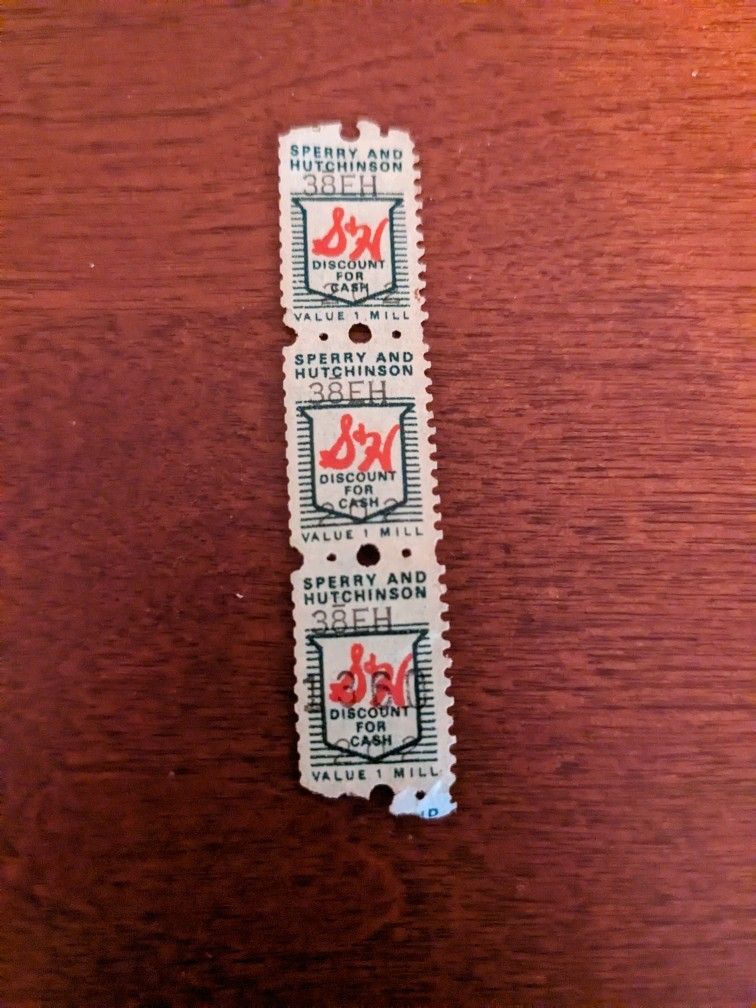 SPERRY AND
HUTCHINSON
38EH
S&H
DISCOUNT
FOR
CASH
VALUE 1 MILL
SPERRY AND
HUTCHINSON
38EH
S&H
DISCOUNT
FOR
CASH
VALUE 1 MILL
SPERRY AND
HUTCHINSON
38EH
S&H
DISCOUNT
FOR
CASH
VALUE 1 MILL